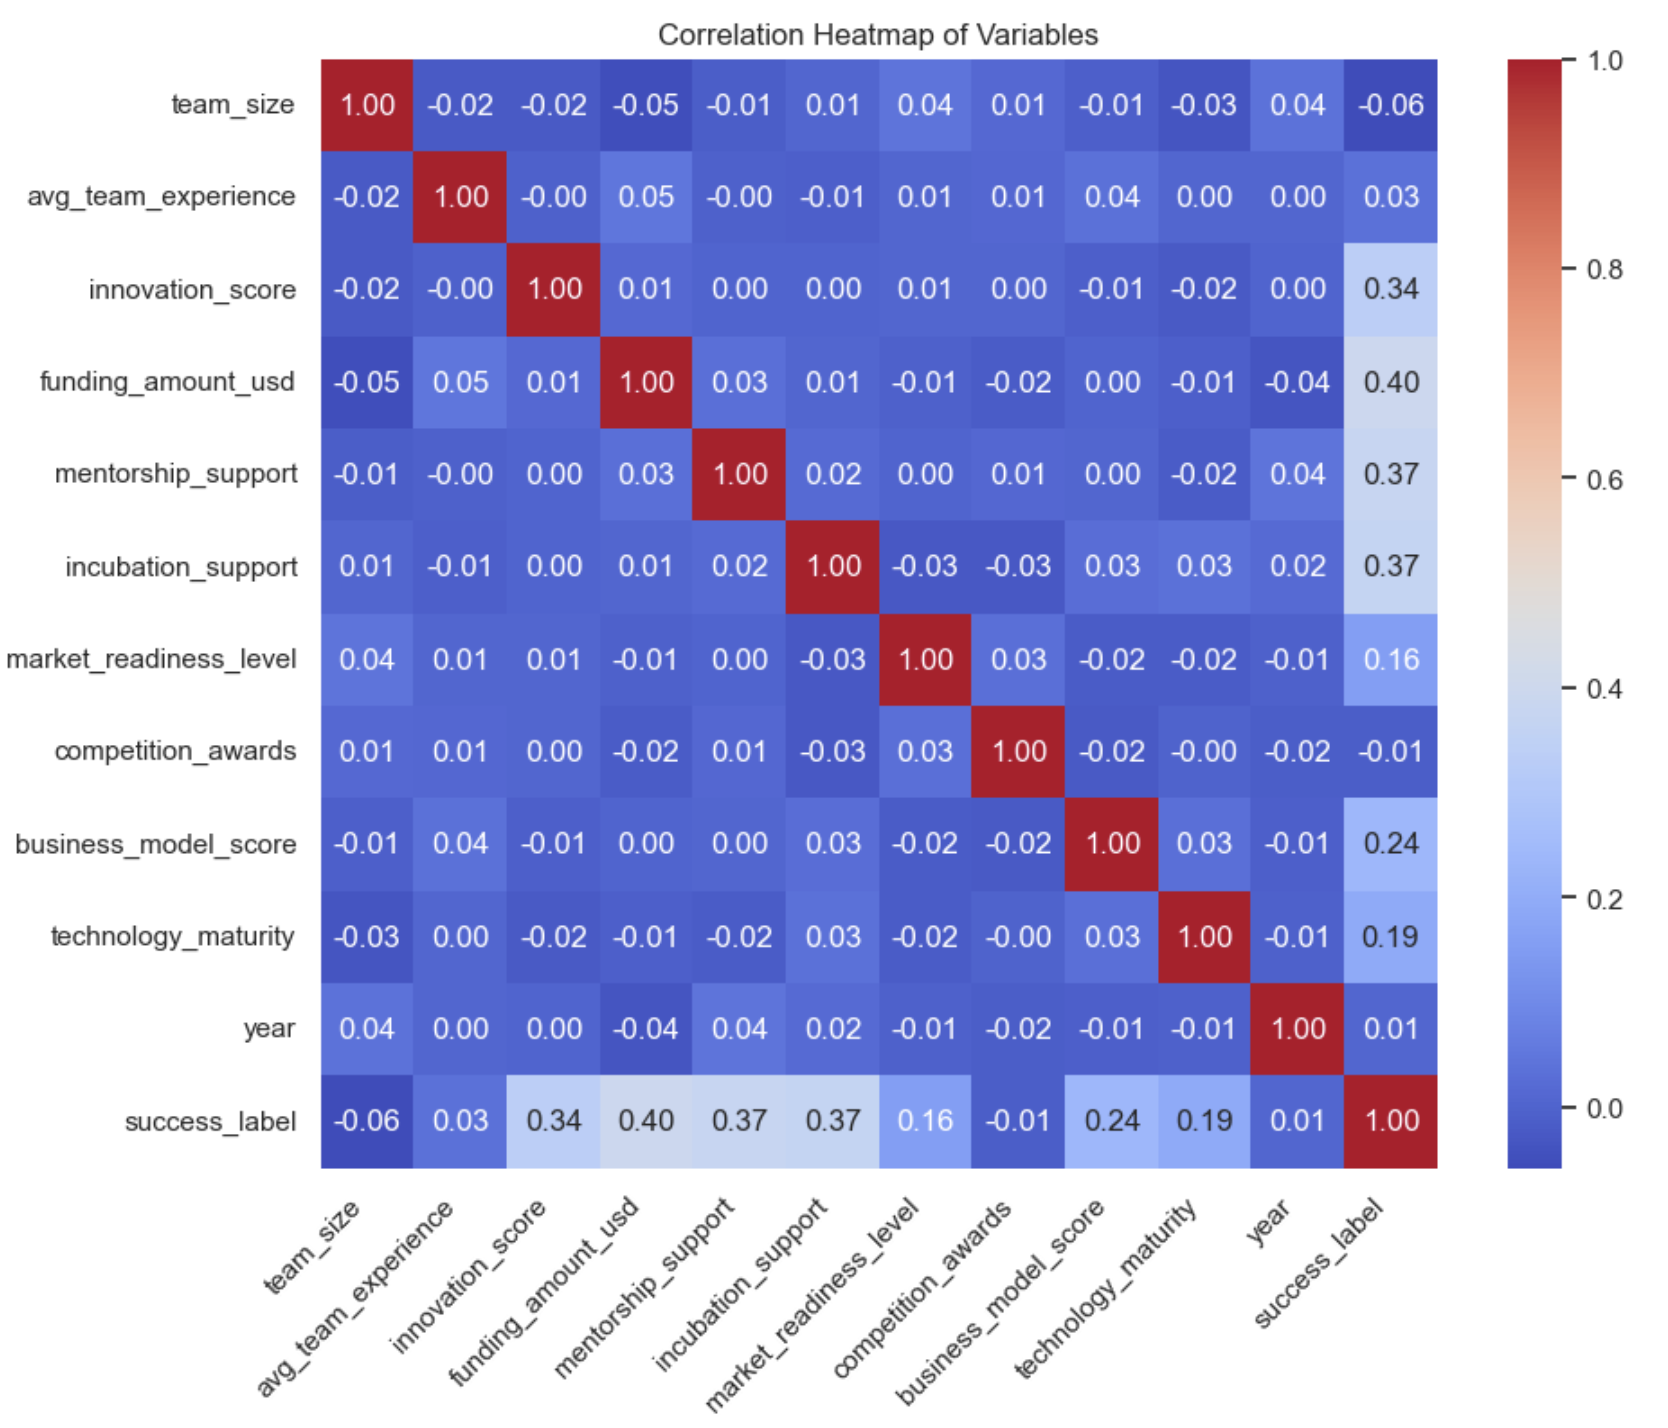 Correlation Heatmap of Variables
team_size 1.00 -0.02 -0.02 -0.05 -0.01 0.01 0.04 0.01 -0.01 -0.03 0.04 -0.06
avg_team_experience -0.02 1.00 -0.00 0.05 -0.00 -0.01 0.01 0.01 0.04 0.00 0.00 0.03
innovation_score -0.02 -0.00 1.00 0.01 0.00 0.00 0.01 0.00 -0.01 -0.02 0.00 0.34
funding_amount_usd -0.05 0.05 0.01 1.00 0.03 0.01 -0.01 -0.02 0.00 -0.01 -0.04 0.40
mentorship_support -0.01 -0.00 0.00 0.03 1.00 0.02 0.00 0.01 0.00 -0.02 0.04 0.37
incubation_support 0.01 -0.01 0.00 0.01 0.02 1.00 -0.03 -0.03 0.03 0.03 0.02 0.37
market_readiness_level 0.04 0.01 0.01 -0.01 0.00 -0.03 1.00 0.03 -0.02 -0.02 -0.01 0.16
competition_awards 0.01 0.01 0.00 -0.02 0.01 -0.03 0.03 1.00 -0.02 -0.00 -0.02 -0.01
business_model_score -0.01 0.04 -0.01 0.00 0.00 0.03 -0.02 -0.02 1.00 0.03 -0.01 0.24
technology_maturity -0.03 0.00 -0.02 -0.01 -0.02 0.03 -0.02 -0.00 0.03 1.00 -0.01 0.19
year 0.04 0.00 0.00 -0.04 0.04 0.02 -0.01 -0.02 -0.01 -0.01 1.00 0.01
success_label -0.06 0.03 0.34 0.40 0.37 0.37 0.16 -0.01 0.24 0.19 0.01 1.00
team_size
avg_team_experience
innovation_score
funding_amount_usd
mentorship_support
incubation_support
market_readiness_level
competition_awards
business_model_score
technology_maturity
year
success_label
1.0
0.8
0.6
0.4
0.2
0.0